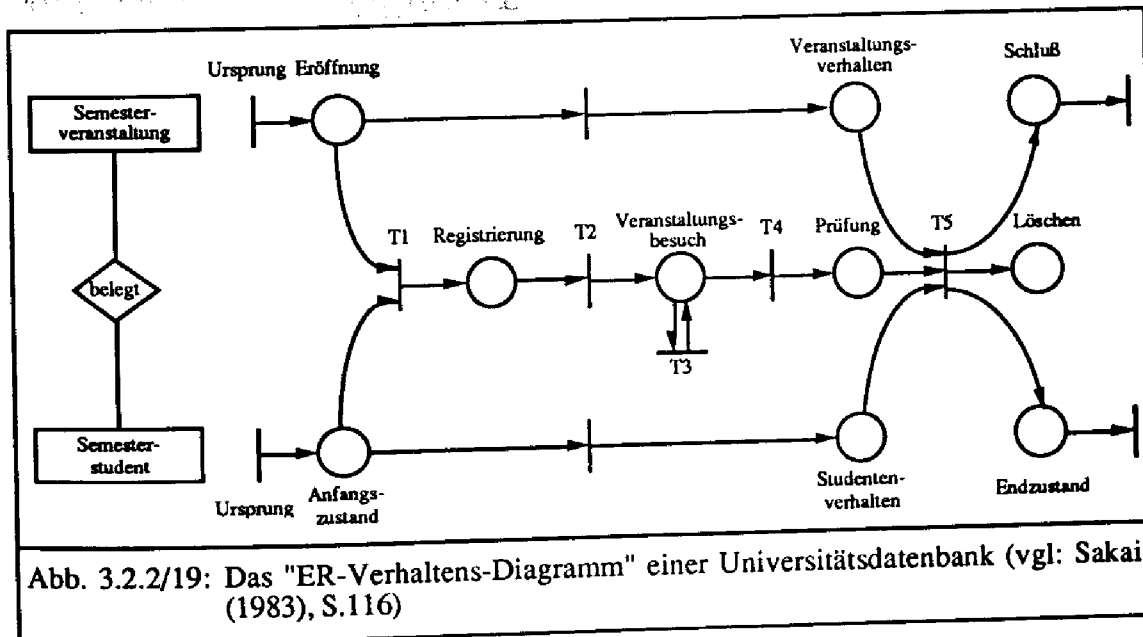 Ursprung Eröffnung
Veranstaltungs-
verhalten
Schluß
Semester-
veranstaltung
T1
Registrierung
T2
Veranstaltungs-
besuch
T4
Prüfung
T5
Löschen
belegt
T3
Semester-
student
Ursprung
Anfangs-
zustand
Studenten-
verhalten
Endzustand
Abb. 3.2.2/19: Das "ER-Verhaltens-Diagramm" einer Universitätsdatenbank (vgl: Sakai
(1983), S.116)